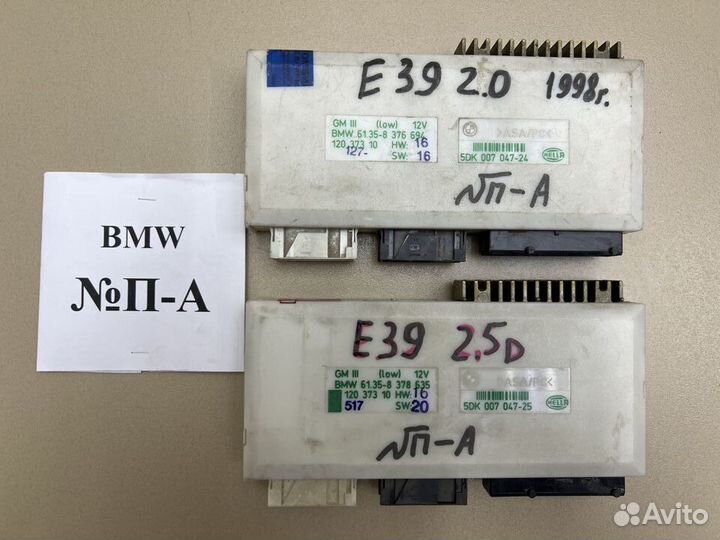 E39 2.0 1998г.
GM III (low) 12V
BMW 61.35-8 376 694
120 373 10 HW: 16
127- SW: 16
>ASA/PC<
5DK 007 047-24 HELLA
№П-А
BMW
№П-А
E39 2.5D
GM III (low) 12V
BMW 61.35-8 378 635
120 373 10 HW: 16
517 SW: 20
>ASA/PC<
5DK 007 047-25 HELLA
№П-А
Avito